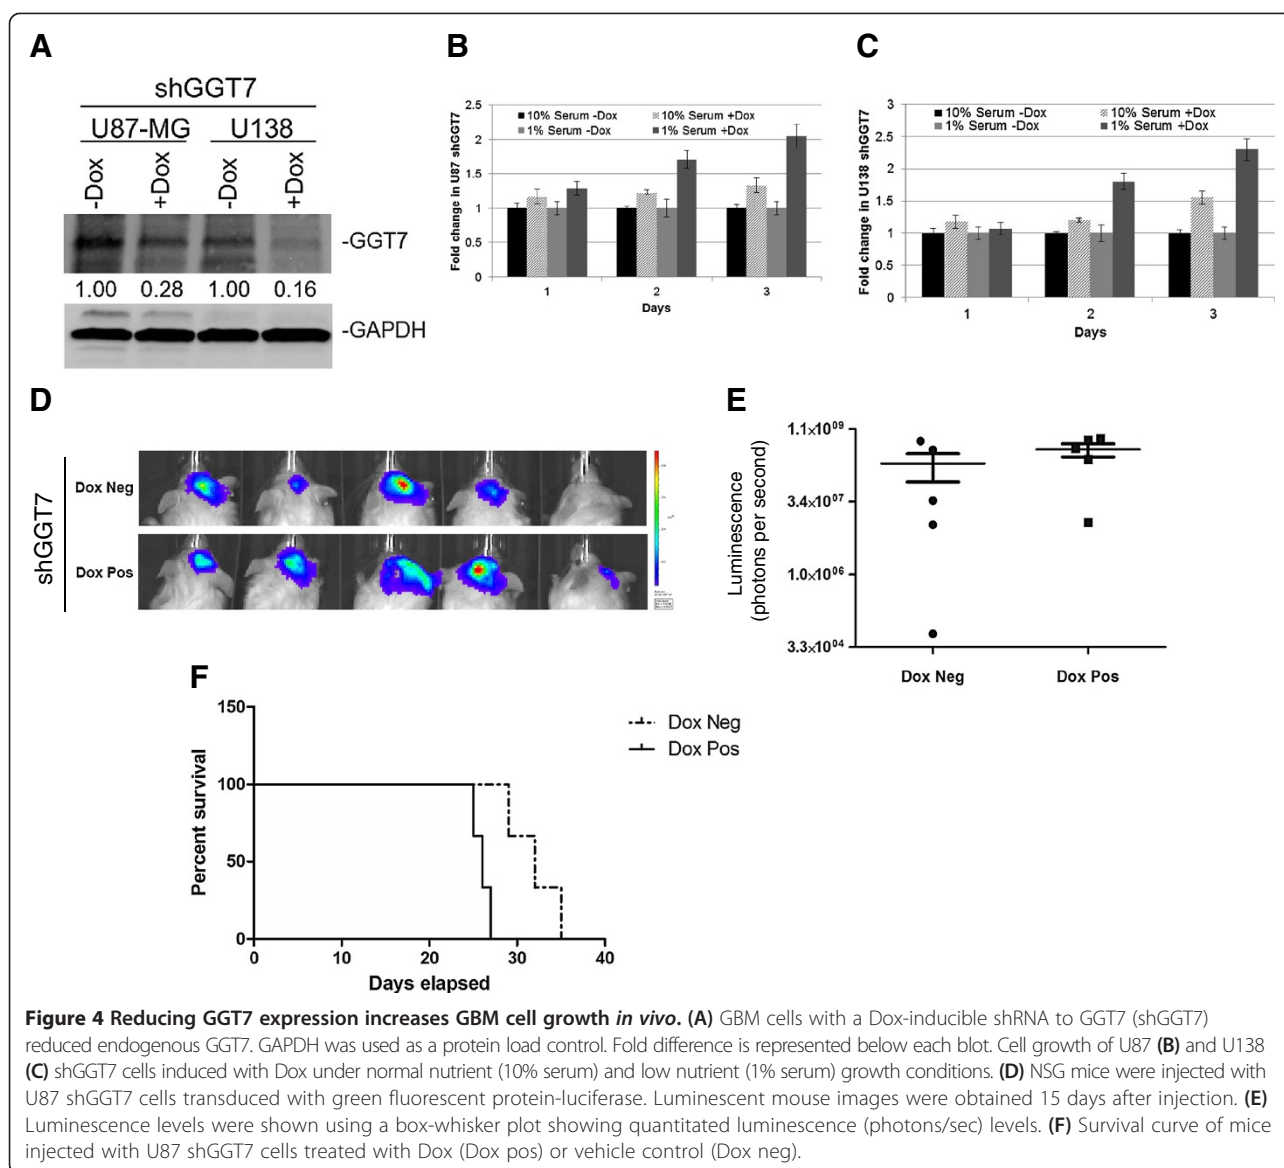 A
shGGT7
U87-MG U138
-Dox +Dox -Dox +Dox
-GGT7
1.00 0.28 1.00 0.16
-GAPDH
B
Fold change in U87 shGGT7
2.5
2
1.5
1
0.5
0
10% Serum -Dox 10% Serum +Dox
1% Serum -Dox 1% Serum +Dox
1 2 3
Days
C
Fold change in U138 shGGT7
3
2.5
2
1.5
1
0.5
0
10% Serum -Dox 10% Serum +Dox
1% Serum -Dox 1% Serum +Dox
1 2 3
Days
D
shGGT7
Dox Neg
Dox Pos
E
Luminescence
(photons per second)
1.1×10⁰⁹
3.4×10⁰⁷
1.0×10⁰⁶
3.3×10⁰⁴
Dox Neg Dox Pos
F
Percent survival
150
100
50
0
0 10 20 30 40
Days elapsed
Dox Neg
Dox Pos
Figure 4 Reducing GGT7 expression increases GBM cell growth in vivo. (A) GBM cells with a Dox-inducible shRNA to GGT7 (shGGT7)
reduced endogenous GGT7. GAPDH was used as a protein load control. Fold difference is represented below each blot. Cell growth of U87 (B) and U138
(C) shGGT7 cells induced with Dox under normal nutrient (10% serum) and low nutrient (1% serum) growth conditions. (D) NSG mice were injected with
U87 shGGT7 cells transduced with green fluorescent protein-luciferase. Luminescent mouse images were obtained 15 days after injection. (E)
Luminescence levels were shown using a box-whisker plot showing quantitated luminescence (photons/sec) levels. (F) Survival curve of mice
injected with U87 shGGT7 cells treated with Dox (Dox pos) or vehicle control (Dox neg).